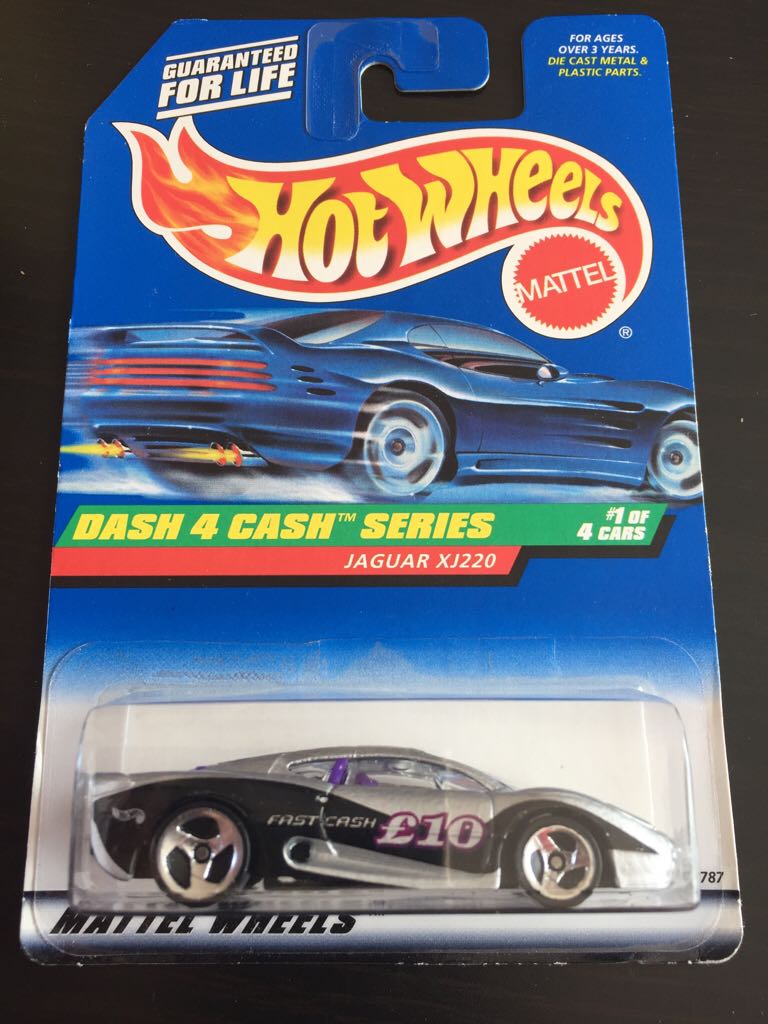 GUARANTEED
FOR LIFE
FOR AGES
OVER 3 YEARS.
DIE CAST METAL &
PLASTIC PARTS.
HOT WHEELS
MATTEL
®
DASH 4 CASH™ SERIES
#1 OF
4 CARS
JAGUAR XJ220
FAST CASH £10
787
MATTEL WHEELS